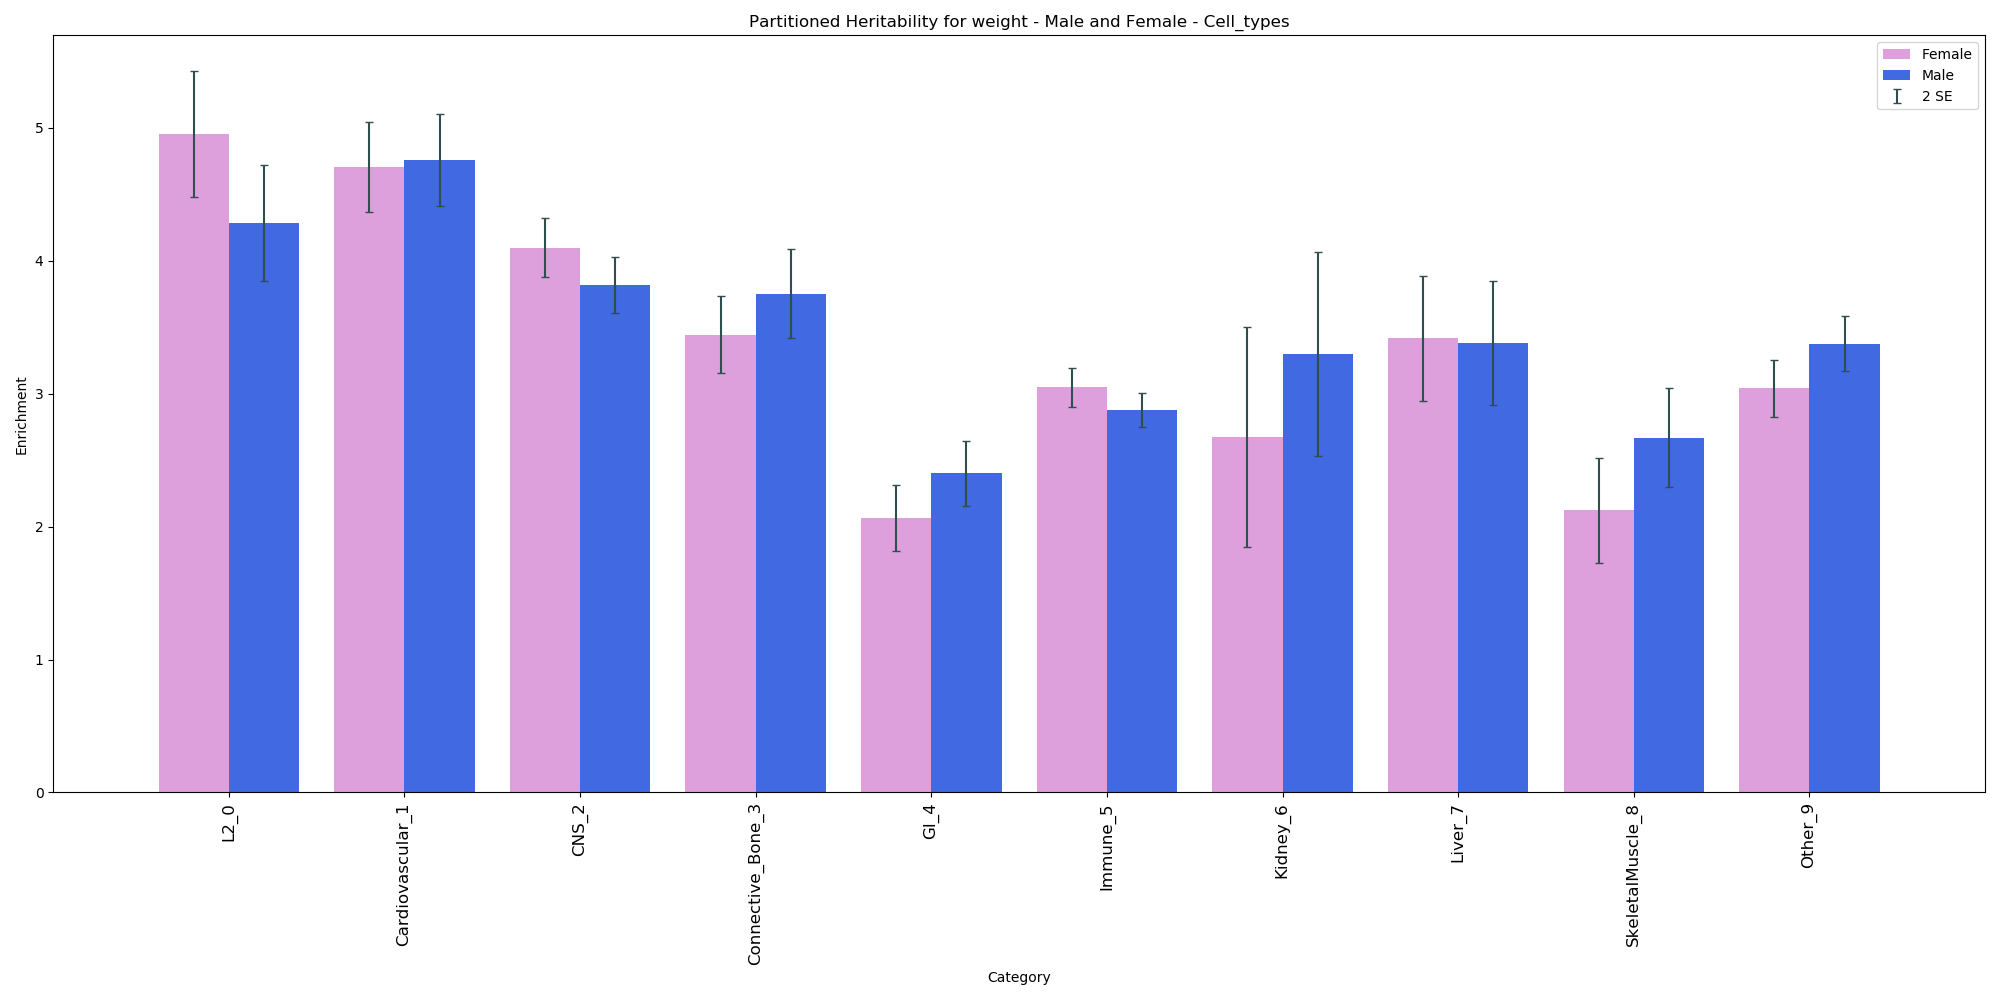 Partitioned Heritability for weight - Male and Female - Cell_types
Female
Male
2 SE
Enrichment
5
4
3
2
1
0
L2_0
Cardiovascular_1
CNS_2
Connective_Bone_3
GI_4
Immune_5
Kidney_6
Liver_7
SkeletalMuscle_8
Other_9
Category